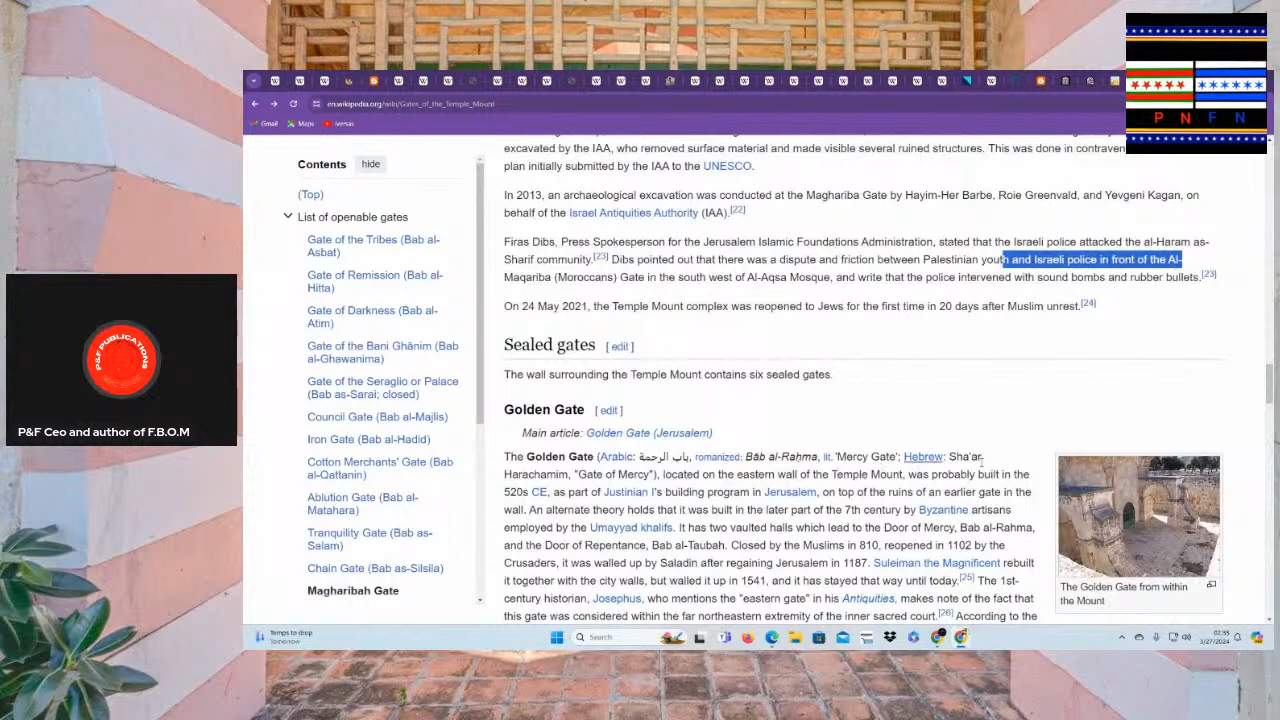 en.wikipedia.org/wiki/Gates_of_the_Temple_Mount
Gmail Maps iversas
P N F N
P&F PUBLICATIONS
P&F Ceo and author of F.B.O.M
Contents hide
(Top)
List of openable gates
Gate of the Tribes (Bab al-
Asbat)
Gate of Remission (Bab al-
Hitta)
Gate of Darkness (Bab al-
Atim)
Gate of the Bani Ghānim (Bab
al-Ghawanima)
Gate of the Seraglio or Palace
(Bab as-Sarai; closed)
Council Gate (Bab al-Majlis)
Iron Gate (Bab al-Hadid)
Cotton Merchants' Gate (Bab
al-Qattanin)
Ablution Gate (Bab al-
Matahara)
Tranquility Gate (Bab as-
Salam)
Chain Gate (Bab as-Silsila)
Magharibah Gate
excavated by the IAA, who removed surface material and made visible several ruined structures. This was done in contraven
plan initially submitted by the IAA to the UNESCO.
In 2013, an archaeological excavation was conducted at the Maghariba Gate by Hayim-Her Barbe, Roie Greenvald, and Yevgeni Kagan, on
behalf of the Israel Antiquities Authority (IAA).[22]
Firas Dibs, Press Spokesperson for the Jerusalem Islamic Foundations Administration, stated that the Israeli police attacked the al-Haram as-
Sharif community.[23] Dibs pointed out that there was a dispute and friction between Palestinian youth and Israeli police in front of the Al-
Maqariba (Moroccans) Gate in the south west of Al-Aqsa Mosque, and write that the police intervened with sound bombs and rubber bullets.[23]
On 24 May 2021, the Temple Mount complex was reopened to Jews for the first time in 20 days after Muslim unrest.[24]
Sealed gates [ edit ]
The wall surrounding the Temple Mount contains six sealed gates.
Golden Gate [ edit ]
Main article: Golden Gate (Jerusalem)
The Golden Gate (Arabic: باب الرحمة, romanized: Bāb al-Raḥma, lit. 'Mercy Gate'; Hebrew: Sha'ar-
Harachamim, "Gate of Mercy"), located on the eastern wall of the Temple Mount, was probably built in the
520s CE, as part of Justinian I's building program in Jerusalem, on top of the ruins of an earlier gate in the
wall. An alternate theory holds that it was built in the later part of the 7th century by Byzantine artisans
employed by the Umayyad khalifs. It has two vaulted halls which lead to the Door of Mercy, Bab al-Rahma,
and the Door of Repentance, Bab al-Taubah. Closed by the Muslims in 810, reopened in 1102 by the
Crusaders, it was walled up by Saladin after regaining Jerusalem in 1187. Suleiman the Magnificent rebuilt
it together with the city walls, but walled it up in 1541, and it has stayed that way until today.[25] The 1st-
century historian, Josephus, who mentions the "eastern gate" in his Antiquities, makes note of the fact that
this gate was considered within the far northeastern extremity of the inner sacred court.[26] According to the
The Golden Gate from within
the Mount
Temps to drop
Tomorrow
Search
02:55
3/27/2024